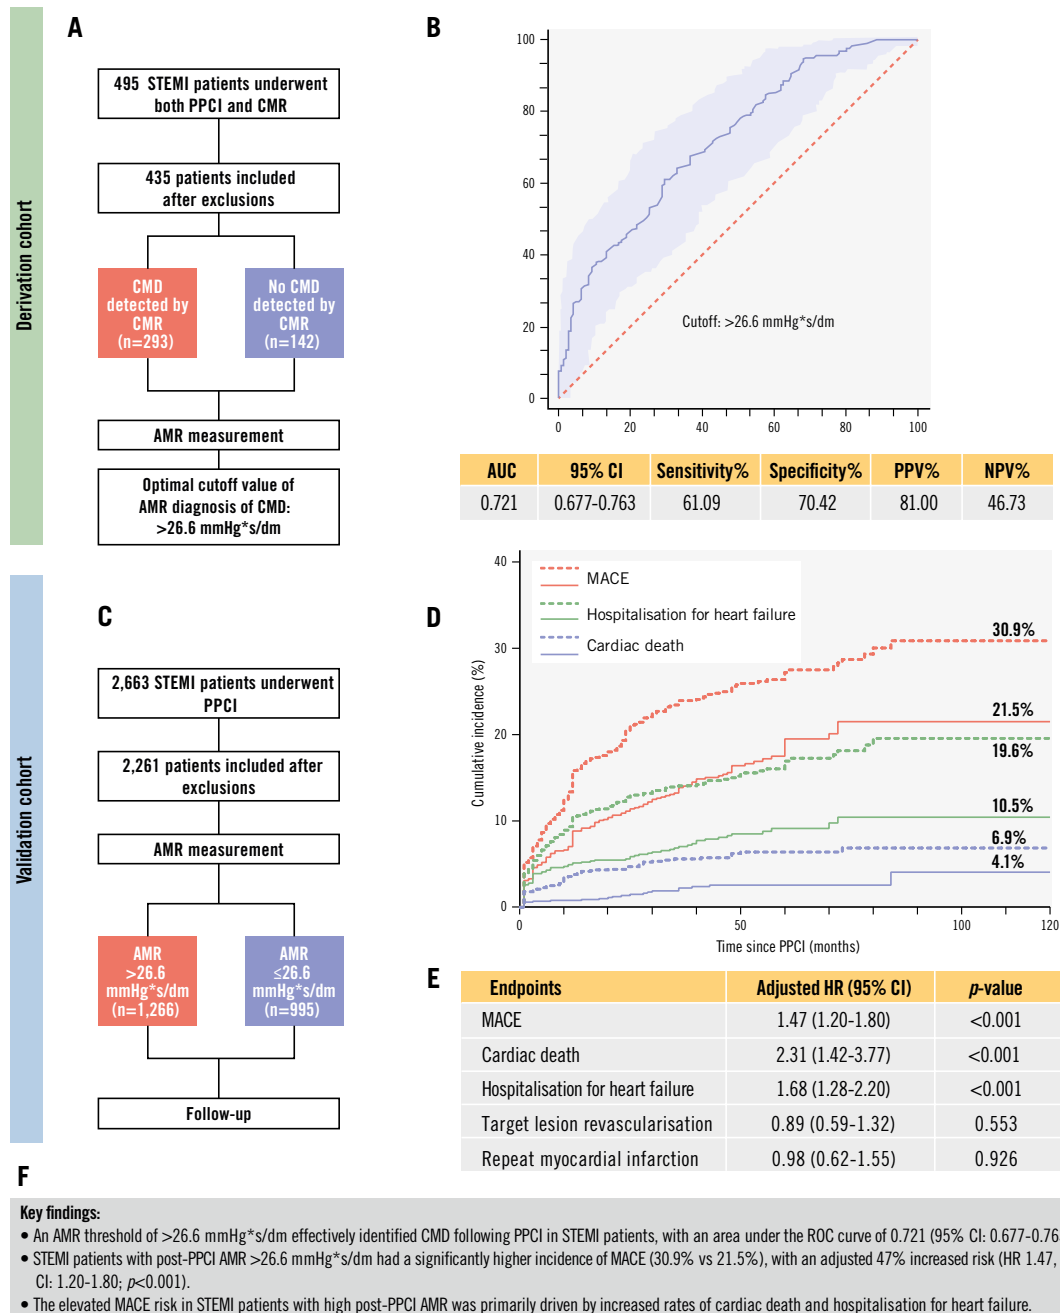 A
Derivation cohort
495 STEMI patients underwent
both PPCI and CMR
435 patients included
after exclusions
CMD
detected by
CMR
(n=293)
No CMD
detected by
CMR
(n=142)
AMR measurement
Optimal cutoff value of
AMR diagnosis of CMD:
>26.6 mmHg*s/dm
B
100
80
60
40
20
0
Cutoff: >26.6 mmHg*s/dm
0 20 40 60 80 100
AUC 95% CI Sensitivity% Specificity% PPV% NPV%
0.721 0.677-0.763 61.09 70.42 81.00 46.73
C
Validation cohort
2,663 STEMI patients underwent
PPCI
2,261 patients included after
exclusions
AMR measurement
AMR
>26.6
mmHg*s/dm
(n=1,266)
AMR
≤26.6
mmHg*s/dm
(n=995)
Follow-up
D
Cumulative incidence (%)
40
30
20
10
0
MACE
Hospitalisation for heart failure
Cardiac death
30.9%
21.5%
19.6%
10.5%
6.9%
4.1%
0 50 100 120
Time since PPCI (months)
E
Endpoints Adjusted HR (95% CI) p-value
MACE 1.47 (1.20-1.80) <0.001
Cardiac death 2.31 (1.42-3.77) <0.001
Hospitalisation for heart failure 1.68 (1.28-2.20) <0.001
Target lesion revascularisation 0.89 (0.59-1.32) 0.553
Repeat myocardial infarction 0.98 (0.62-1.55) 0.926
F
Key findings:
• An AMR threshold of >26.6 mmHg*s/dm effectively identified CMD following PPCI in STEMI patients, with an area under the ROC curve of 0.721 (95% CI: 0.677-0.76
• STEMI patients with post-PPCI AMR >26.6 mmHg*s/dm had a significantly higher incidence of MACE (30.9% vs 21.5%), with an adjusted 47% increased risk (HR 1.47,
CI: 1.20-1.80; p<0.001).
• The elevated MACE risk in STEMI patients with high post-PPCI AMR was primarily driven by increased rates of cardiac death and hospitalisation for heart failure.